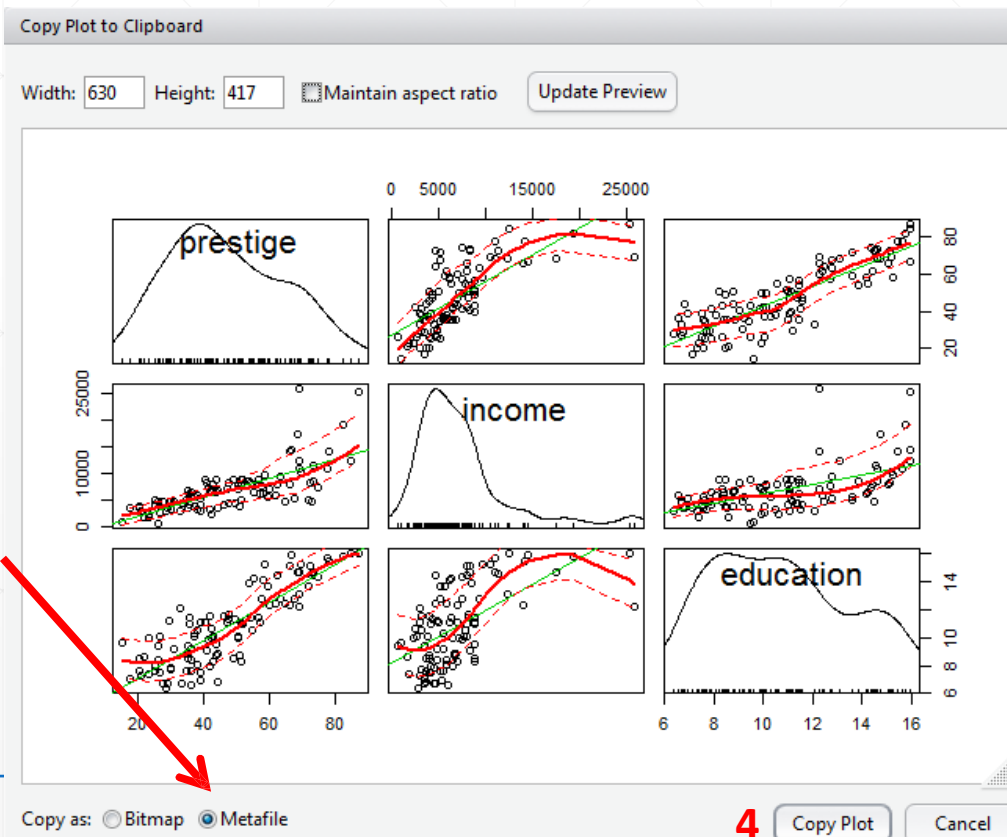 Copy Plot to Clipboard
Width: 630 Height: 417 Maintain aspect ratio Update Preview
0 5000 15000 25000
prestige
20 40 60 80
0 10000 25000
income
education
6 8 10 14
20 40 60 80
6 8 10 12 14 16
Copy as: Bitmap Metafile
4 Copy Plot Cancel